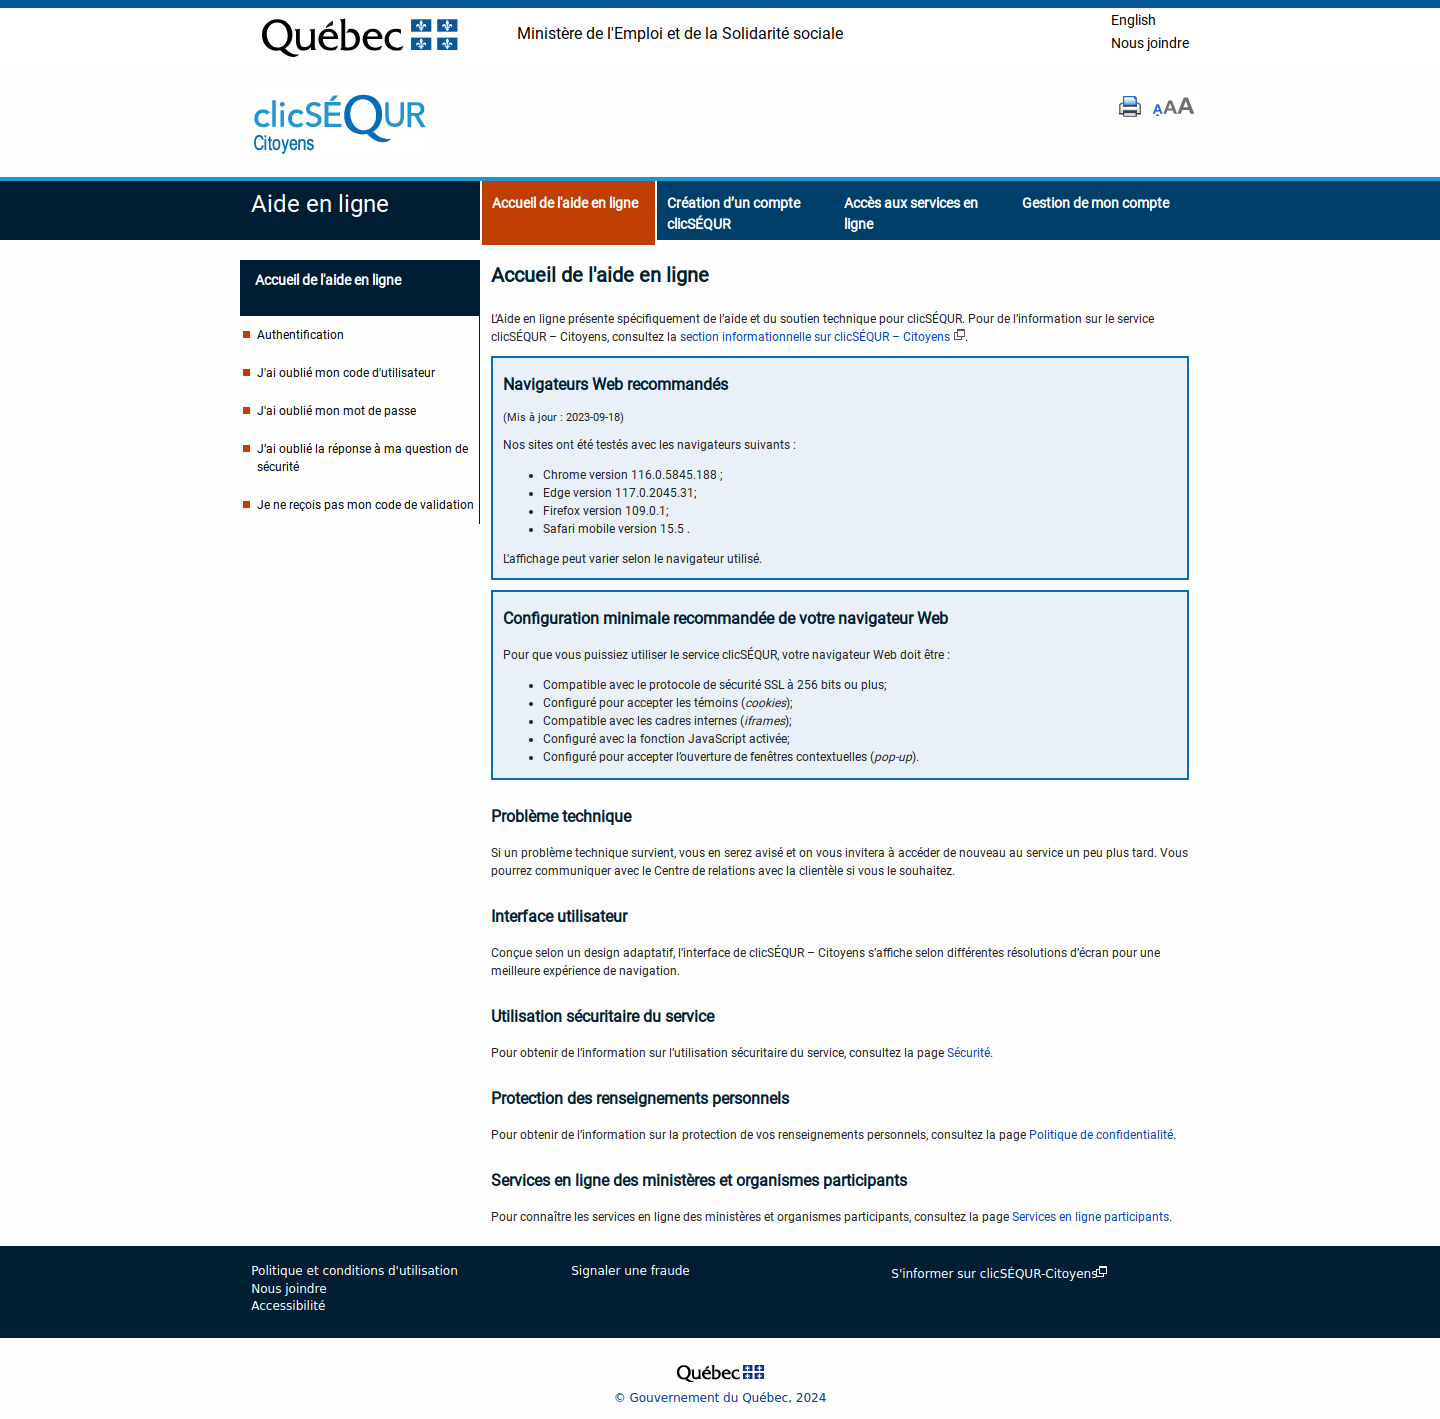 Québec
Ministère de l'Emploi et de la Solidarité sociale
English
Nous joindre
clicSÉQUR
Citoyens
AAA
Aide en ligne
Accueil de l'aide en ligne
Création d’un compte
clicSÉQUR
Accès aux services en
ligne
Gestion de mon compte
Accueil de l'aide en ligne
Authentification
J'ai oublié mon code d'utilisateur
J'ai oublié mon mot de passe
J’ai oublié la réponse à ma question de
sécurité
Je ne reçois pas mon code de validation
Accueil de l'aide en ligne
L’Aide en ligne présente spécifiquement de l’aide et du soutien technique pour clicSÉQUR. Pour de l’information sur le service
clicSÉQUR – Citoyens, consultez la section informationnelle sur clicSÉQUR – Citoyens .
Navigateurs Web recommandés
(Mis à jour : 2023-09-18)
Nos sites ont été testés avec les navigateurs suivants :
• Chrome version 116.0.5845.188 ;
• Edge version 117.0.2045.31;
• Firefox version 109.0.1;
• Safari mobile version 15.5 .
L'affichage peut varier selon le navigateur utilisé.
Configuration minimale recommandée de votre navigateur Web
Pour que vous puissiez utiliser le service clicSÉQUR, votre navigateur Web doit être :
• Compatible avec le protocole de sécurité SSL à 256 bits ou plus;
• Configuré pour accepter les témoins (cookies);
• Compatible avec les cadres internes (iframes);
• Configuré avec la fonction JavaScript activée;
• Configuré pour accepter l’ouverture de fenêtres contextuelles (pop-up).
Problème technique
Si un problème technique survient, vous en serez avisé et on vous invitera à accéder de nouveau au service un peu plus tard. Vous
pourrez communiquer avec le Centre de relations avec la clientèle si vous le souhaitez.
Interface utilisateur
Conçue selon un design adaptatif, l’interface de clicSÉQUR – Citoyens s’affiche selon différentes résolutions d’écran pour une
meilleure expérience de navigation.
Utilisation sécuritaire du service
Pour obtenir de l’information sur l’utilisation sécuritaire du service, consultez la page Sécurité.
Protection des renseignements personnels
Pour obtenir de l’information sur la protection de vos renseignements personnels, consultez la page Politique de confidentialité.
Services en ligne des ministères et organismes participants
Pour connaître les services en ligne des ministères et organismes participants, consultez la page Services en ligne participants.
Politique et conditions d'utilisation
Nous joindre
Accessibilité
Signaler une fraude
S'informer sur clicSÉQUR-Citoyens
Québec
© Gouvernement du Québec, 2024